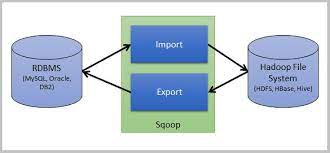 Import
RDBMS
(MySQL, Oracle,
DB2)
Hadoop File
System
(HDFS, HBase, Hive)
Export
Sqoop